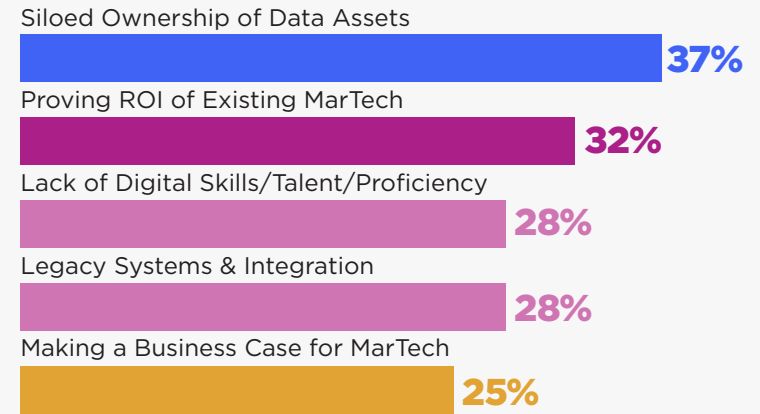 Siloed Ownership of Data Assets
37%
Proving ROI of Existing MarTech
32%
Lack of Digital Skills/Talent/Proficiency
28%
Legacy Systems & Integration
28%
Making a Business Case for MarTech
25%